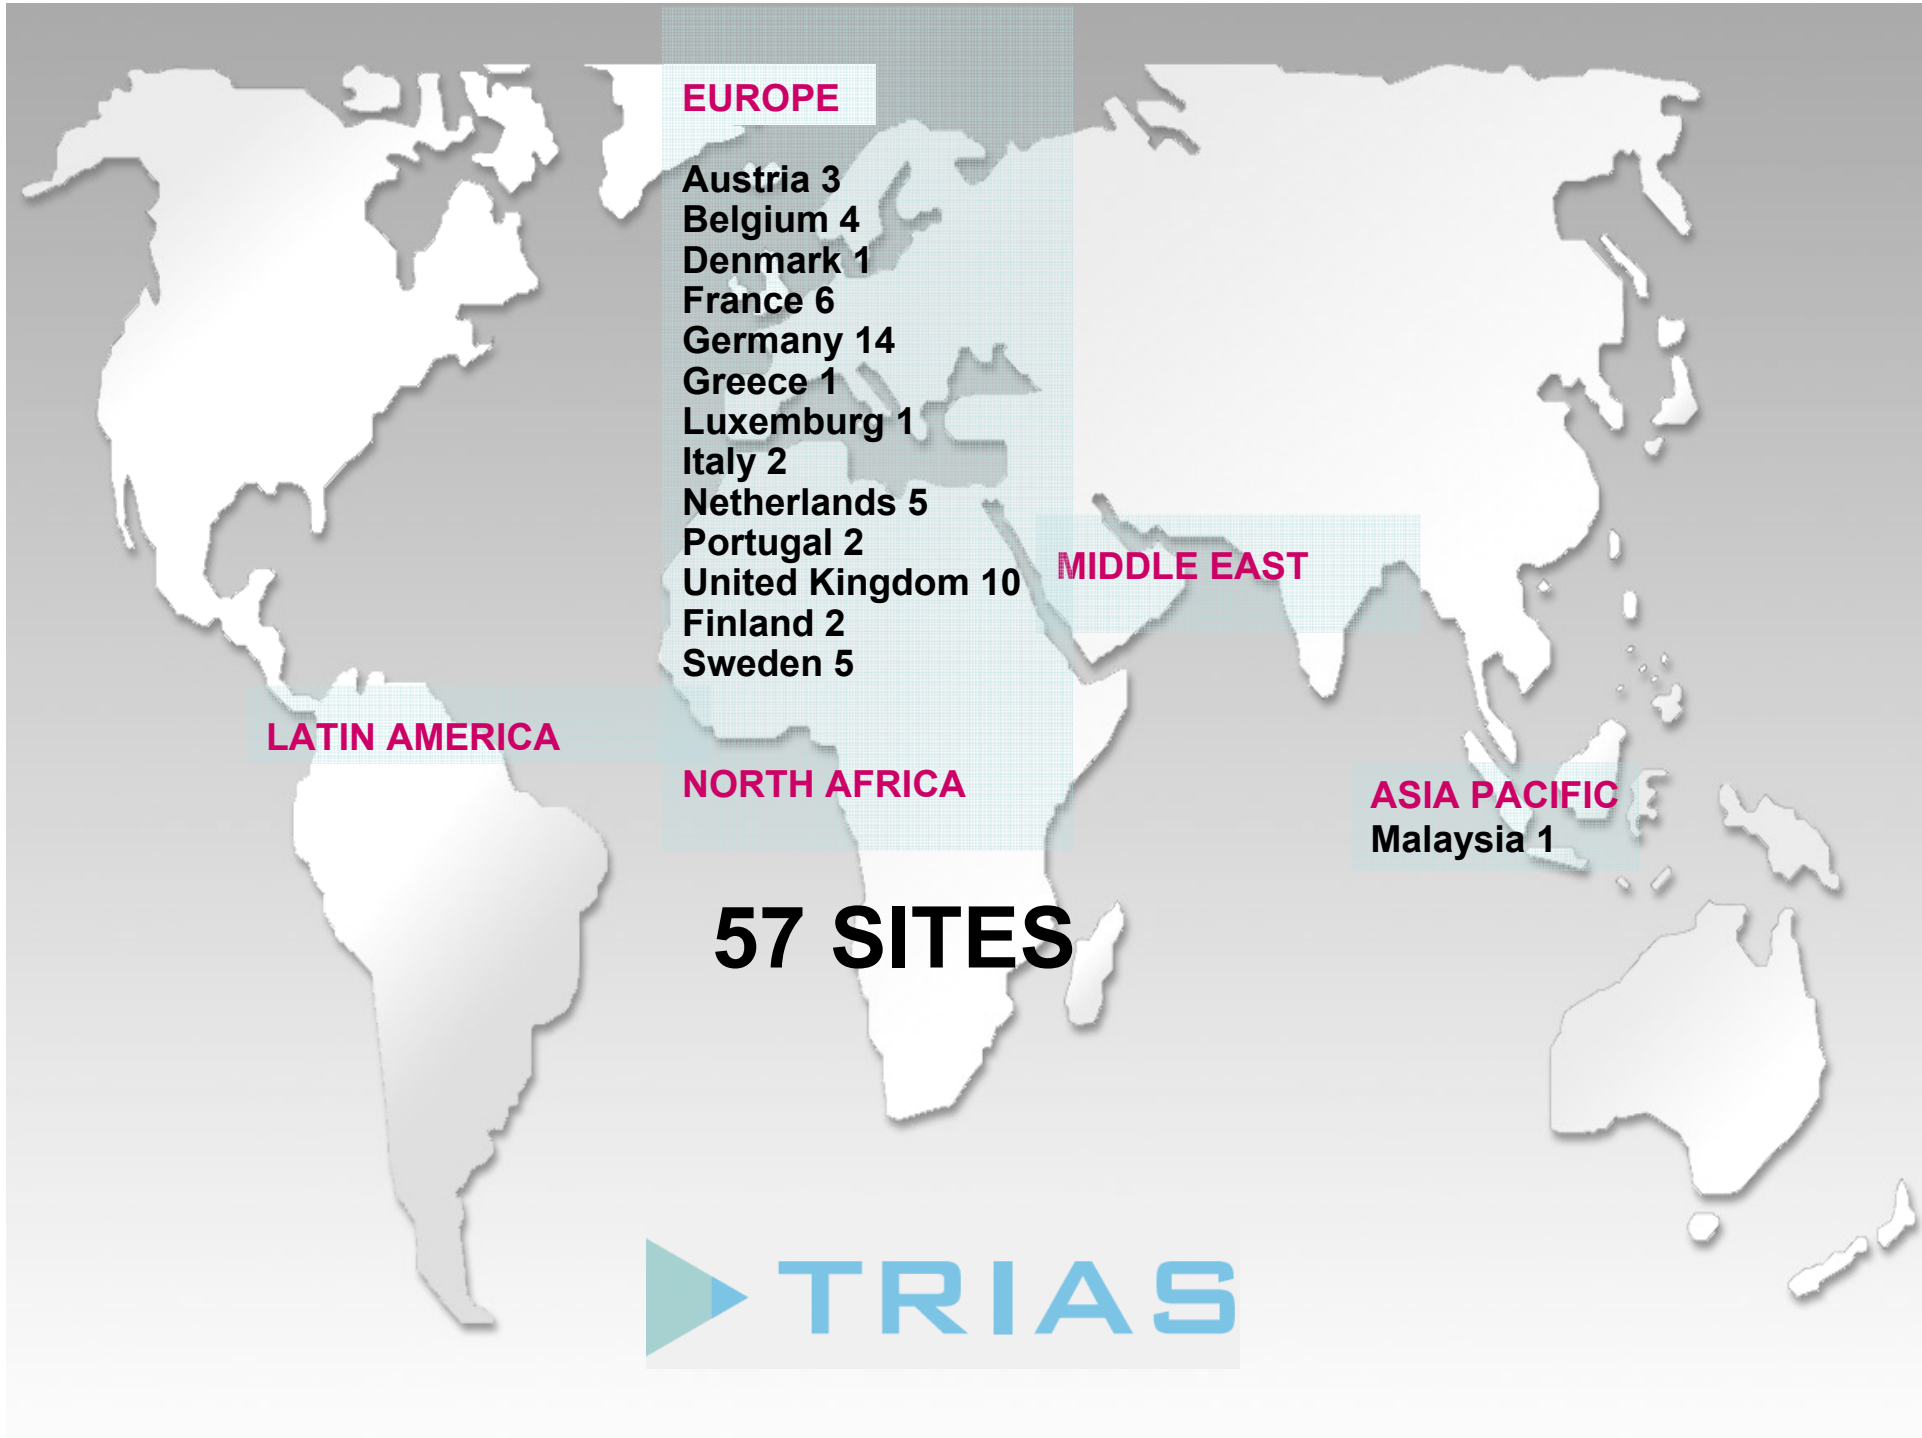 EUROPE
Austria 3
Belgium 4
Denmark 1
France 6
Germany 14
Greece 1
Luxemburg 1
Italy 2
Netherlands 5
Portugal 2
United Kingdom 10
Finland 2
Sweden 5
MIDDLE EAST
LATIN AMERICA
NORTH AFRICA
ASIA PACIFIC
Malaysia 1
57 SITES
TRIAS